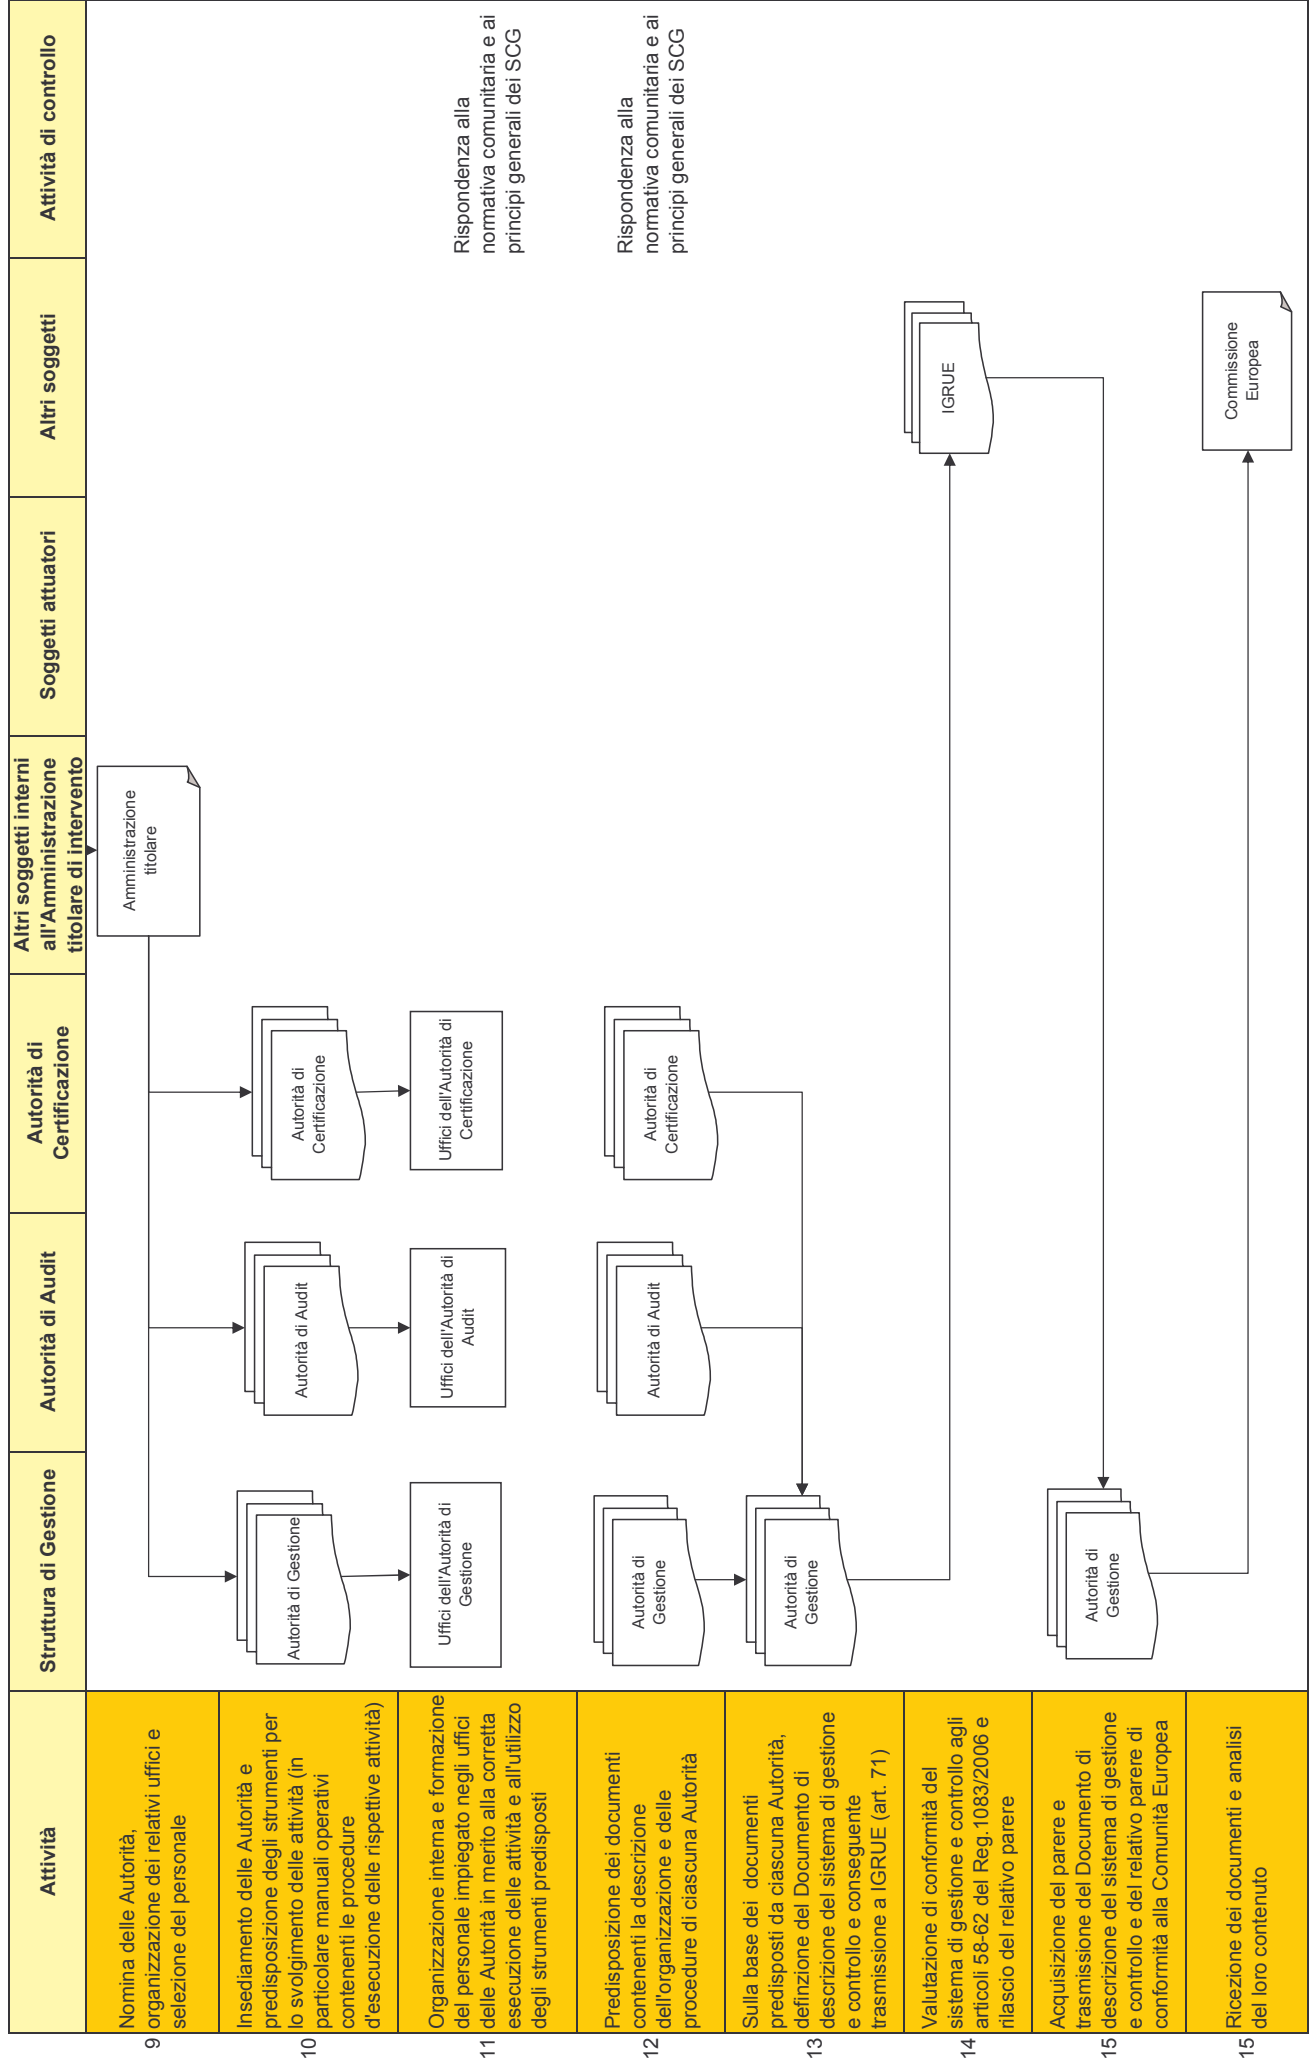 Attività
Struttura di Gestione
Autorità di Audit
Autorità di
Certificazione
Altri soggetti interni
all'Amministrazione
titolare di intervento
Soggetti attuatori
Altri soggetti
Attività di controllo
9
Nomina delle Autorità,
organizzazione dei relativi uffici e
selezione del personale
Amministrazione
titolare
10
Insediamento delle Autorità e
predisposizione degli strumenti per
lo svolgimento delle attività (in
particolare manuali operativi
contenenti le procedure
d'esecuzione delle rispettive attività)
Autorità di Gestione
Autorità di Audit
Autorità di
Certificazione
11
Organizzazione interna e formazione
del personale impiegato negli uffici
delle Autorità in merito alla corretta
esecuzione delle attività e all'utilizzo
degli strumenti predisposti
Uffici dell'Autorità di
Gestione
Uffici dell'Autorità di
Audit
Uffici dell'Autorità di
Certificazione
Rispondenza alla
normativa comunitaria e ai
principi generali dei SCG
12
Predisposizione dei documenti
contenenti la descrizione
dell'organizzazione e delle
procedure di ciascuna Autorità
Autorità di
Gestione
Autorità di Audit
Autorità di
Certificazione
Rispondenza alla
normativa comunitaria e ai
principi generali dei SCG
13
Sulla base dei  documenti
predisposti da ciascuna Autorità,
definzione del Documento di
descrizione del sistema di gestione
e controllo e conseguente
trasmissione a IGRUE (art. 71)
Autorità di
Gestione
14
Valutazione di conformità del
sistema di gestione e controllo agli
articoli 58-62 del Reg.1083/2006 e
rilascio del relativo parere
IGRUE
15
Acquisizione del parere e
trasmissione del Documento di
descrizione del sistema di gestione
e controllo e del relativo parere di
conformità alla Comunità Europea
Autorità di
Gestione
15
Ricezione dei documenti e analisi
del loro contenuto
Commissione
Europea